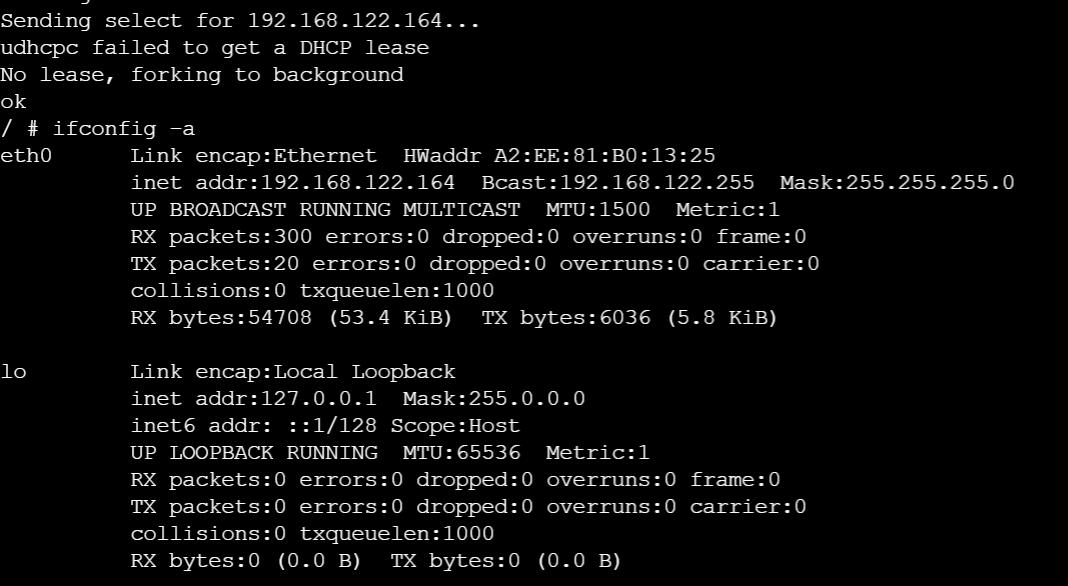 Sending select for 192.168.122.164...
udhcpc failed to get a DHCP lease
No lease, forking to background
ok
/ # ifconfig -a
eth0      Link encap:Ethernet  HWaddr A2:EE:81:B0:13:25
          inet addr:192.168.122.164  Bcast:192.168.122.255  Mask:255.255.255.0
          UP BROADCAST RUNNING MULTICAST  MTU:1500  Metric:1
          RX packets:300 errors:0 dropped:0 overruns:0 frame:0
          TX packets:20 errors:0 dropped:0 overruns:0 carrier:0
          collisions:0 txqueuelen:1000
          RX bytes:54708 (53.4 KiB)  TX bytes:6036 (5.8 KiB)

lo        Link encap:Local Loopback
          inet addr:127.0.0.1  Mask:255.0.0.0
          inet6 addr: ::1/128 Scope:Host
          UP LOOPBACK RUNNING  MTU:65536  Metric:1
          RX packets:0 errors:0 dropped:0 overruns:0 frame:0
          TX packets:0 errors:0 dropped:0 overruns:0 carrier:0
          collisions:0 txqueuelen:1000
          RX bytes:0 (0.0 B)  TX bytes:0 (0.0 B)